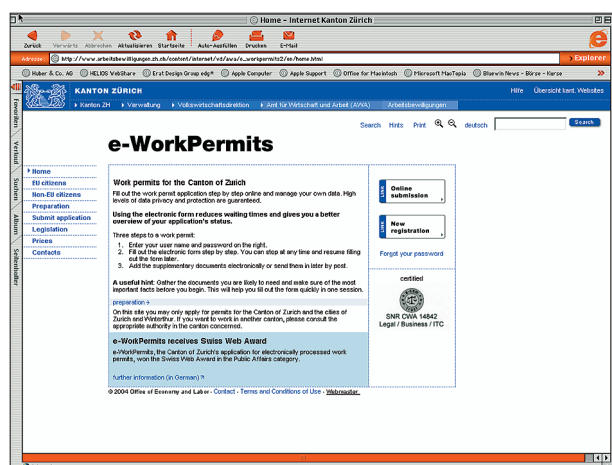 Home - Internet Kanton Zürich
Zurück Vorwärts Abbrechen Aktualisieren Startseite Auto-Ausfüllen Drucken E-Mail
Adresse: http://www.arbeitsbewilligungen.zh.ch/content/internet/vd/awa/e_workpermits2/en/home.html
Explorer
Huber & Co. AG HELIOS WebShare Erat Design Group edg® Apple Computer Apple Support Office for Macintosh Microsoft MacTopia Bluewin News - Börse - Kurse
KANTON ZÜRICH
Hilfe Übersicht kant. Websites
Kanton ZH Verwaltung Volkswirtschaftsdirektion Amt für Wirtschaft und Arbeit (AWA) Arbeitsbewilligungen
Search Hints Print deutsch Search
Favoriten
Verlauf
Suchen
Album
Seitenhalter
e-WorkPermits
Home
EU citizens
Non-EU citizens
Preparation
Submit application
Legislation
Prices
Contacts
Work permits for the Canton of Zurich
Fill out the work permit application step by step online and manage your own data. High
levels of data privacy and protection are guaranteed.
Using the electronic form reduces waiting times and gives you a better
overview of your application's status.
Three steps to a work permit:
1. Enter your user name and password on the right.
2. Fill out the electronic form step by step. You can stop at any time and resume filling
out the form later.
3. Add the supplementary documents electronically or send them in later by post.
A useful hint: Gather the documents you are likely to need and make sure of the most
important facts before you begin. This will help you fill out the form quickly in one session.
preparation
On this site you may only apply for permits for the Canton of Zurich and the cities of
Zurich and Winterthur. If you want to work in another canton, please consult the
appropriate authority in the canton concerned.
e-WorkPermits receives Swiss Web Award
e-WorkPermits, the Canton of Zurich's application for electronically processed work
permits, won the Swiss Web Award in the Public Affairs category.
further information (in German)
© 2004 Office of Economy and Labor - Contact - Terms and Conditions of Use - Webmaster
LINK
Online
submission
LINK
New
registration
Forgot your password
certified
SNR CWA 14842
Legal / Business / ITC